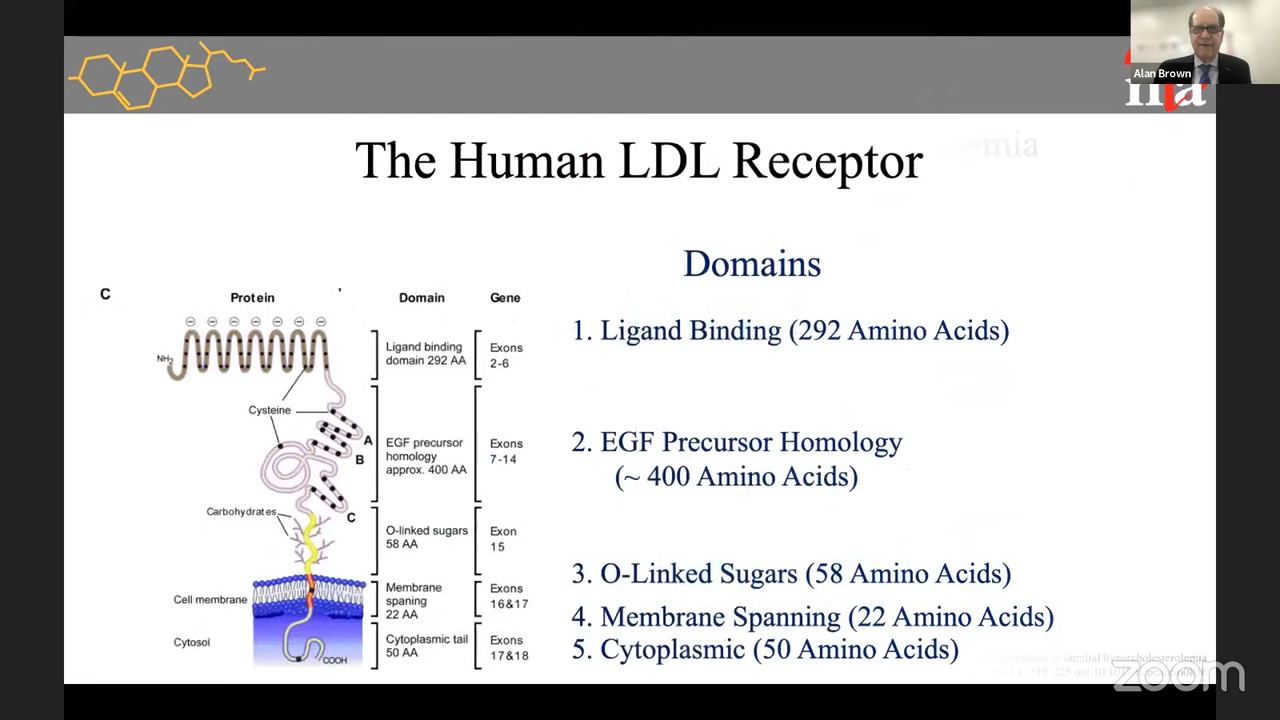 Alan Brown
The Human LDL Receptor
Domains
C
Protein
Domain
Gene
NH2
Ligand binding
domain 292 AA
Exons
2-6
Cysteine
A
B
C
EGF precursor
homology
approx. 400 AA
Exons
7-14
Carbohydrates
O-linked sugars
58 AA
Exon
15
Cell membrane
Membrane
spaning
22 AA
Exons
16&17
Cytosol
COOH
Cytoplasmic tail
50 AA
Exons
17&18
1. Ligand Binding (292 Amino Acids)
2. EGF Precursor Homology
(~ 400 Amino Acids)
3. O-Linked Sugars (58 Amino Acids)
4. Membrane Spanning (22 Amino Acids)
5. Cytoplasmic (50 Amino Acids)
zoom